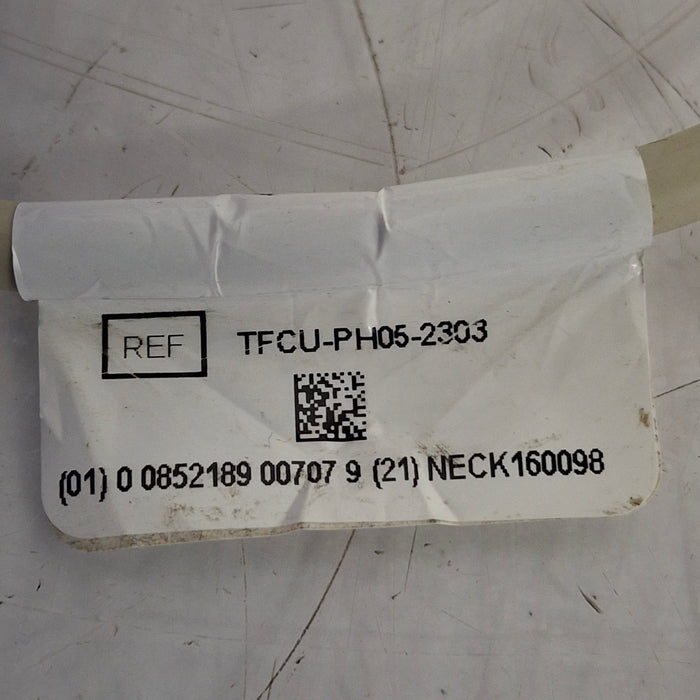 REF TFCU-PH05-2303
(01) 0 0852189 00707 9 (21) NECK160098